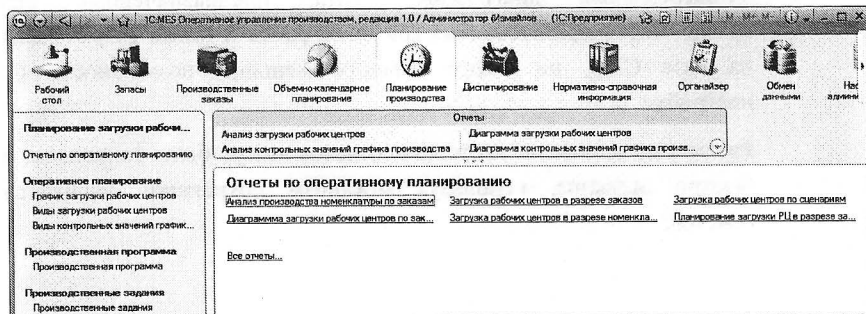 1С:MES Оперативное управление производством, редакция 1.0 / Администратор (Измайлов... (1С:Предприятие)
M M+ M-
Рабочий стол
Запасы
Производственные заказы
Объемно-календарное планирование
Планирование производства
Диспетчирование
Нормативно-справочная информация
Органайзер
Обмен данными
Нас
админи
Планирование загрузки рабочи...
Отчеты по оперативному планированию
Оперативное планирование
График загрузки рабочих центров
Виды загрузки рабочих центров
Виды контрольных значений график...
Производственная программа
Производственная программа
Производственные задания
Производственные задания
Отчеты
Анализ загрузки рабочих центров
Диаграмма загрузки рабочих центров
Анализ контрольных значений графика производства
Диаграмма контрольных значений графика произв...
Отчеты по оперативному планированию
Анализ производства номенклатуры по заказам
Загрузка рабочих центров в разрезе заказов
Загрузка рабочих центров по сценариям
Диаграммма загрузки рабочих центров по зак...
Загрузка рабочих центров в разрезе номенкла...
Планирование загрузки РЦ в разрезе за...
Все отчеты...